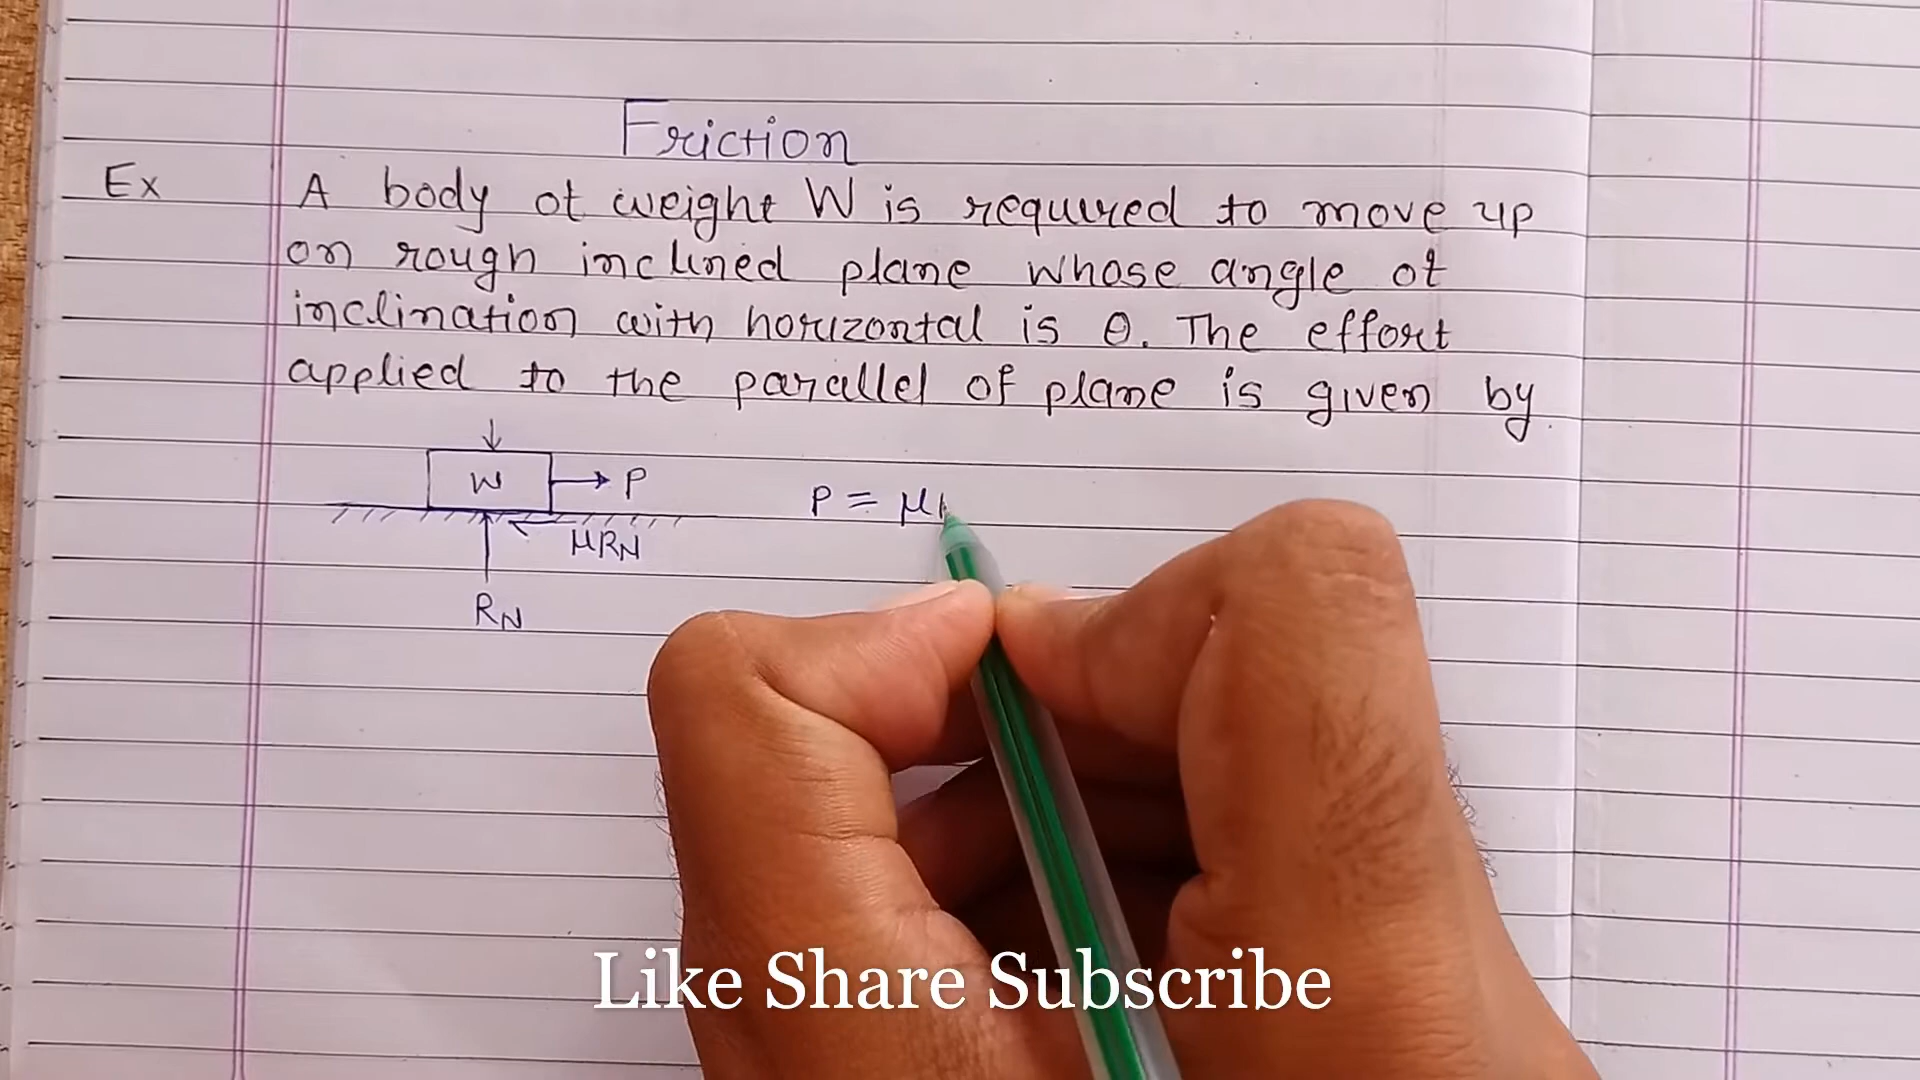 Friction
Ex A body of weight W is required to move up
on rough inclined plane whose angle of
inclination with horizontal is θ. The effort
applied to the parallel of plane is given by
W → P
P = μ
μRN
RN
Like Share Subscribe